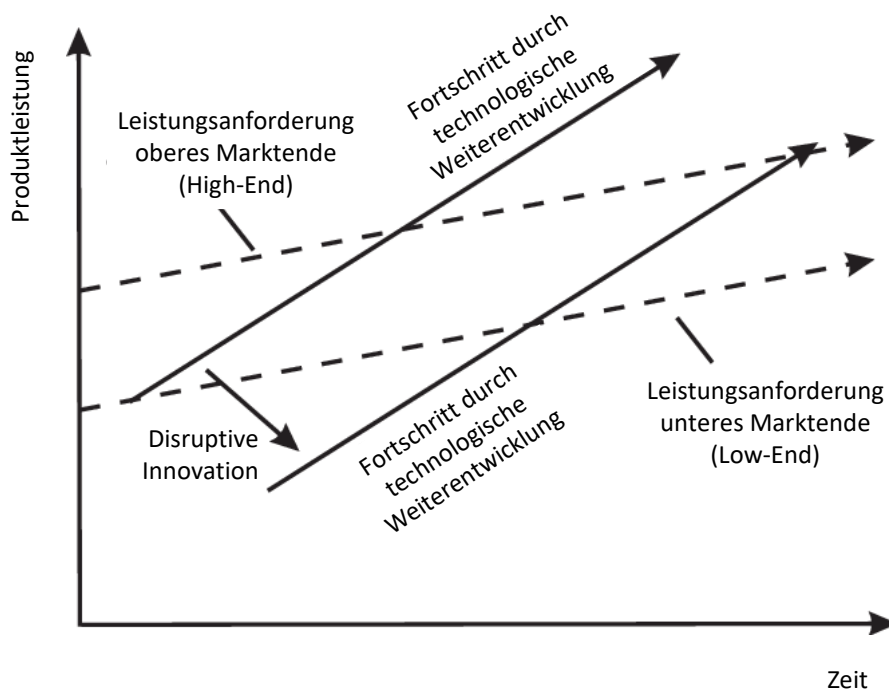 Produktleistung
Leistungsanforderung
oberes Marktende
(High-End)
Fortschritt durch
technologische
Weiterentwicklung
Disruptive
Innovation
Fortschritt durch
technologische
Weiterentwicklung
Leistungsanforderung
unteres Marktende
(Low-End)
Zeit